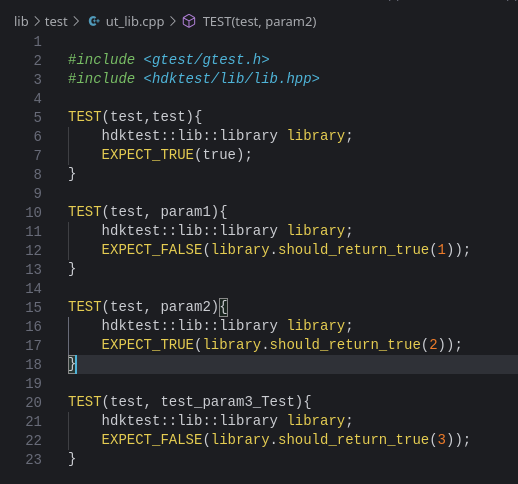 lib > test > ut_lib.cpp > TEST(test, param2)
1
2 #include <gtest/gtest.h>
3 #include <hdktest/lib/lib.hpp>
4
5 TEST(test,test){
6     hdktest::lib::library library;
7     EXPECT_TRUE(true);
8 }
9
10 TEST(test, param1){
11     hdktest::lib::library library;
12     EXPECT_FALSE(library.should_return_true(1));
13 }
14
15 TEST(test, param2){
16     hdktest::lib::library library;
17     EXPECT_TRUE(library.should_return_true(2));
18 }
19
20 TEST(test, test_param3_Test){
21     hdktest::lib::library library;
22     EXPECT_FALSE(library.should_return_true(3));
23 }